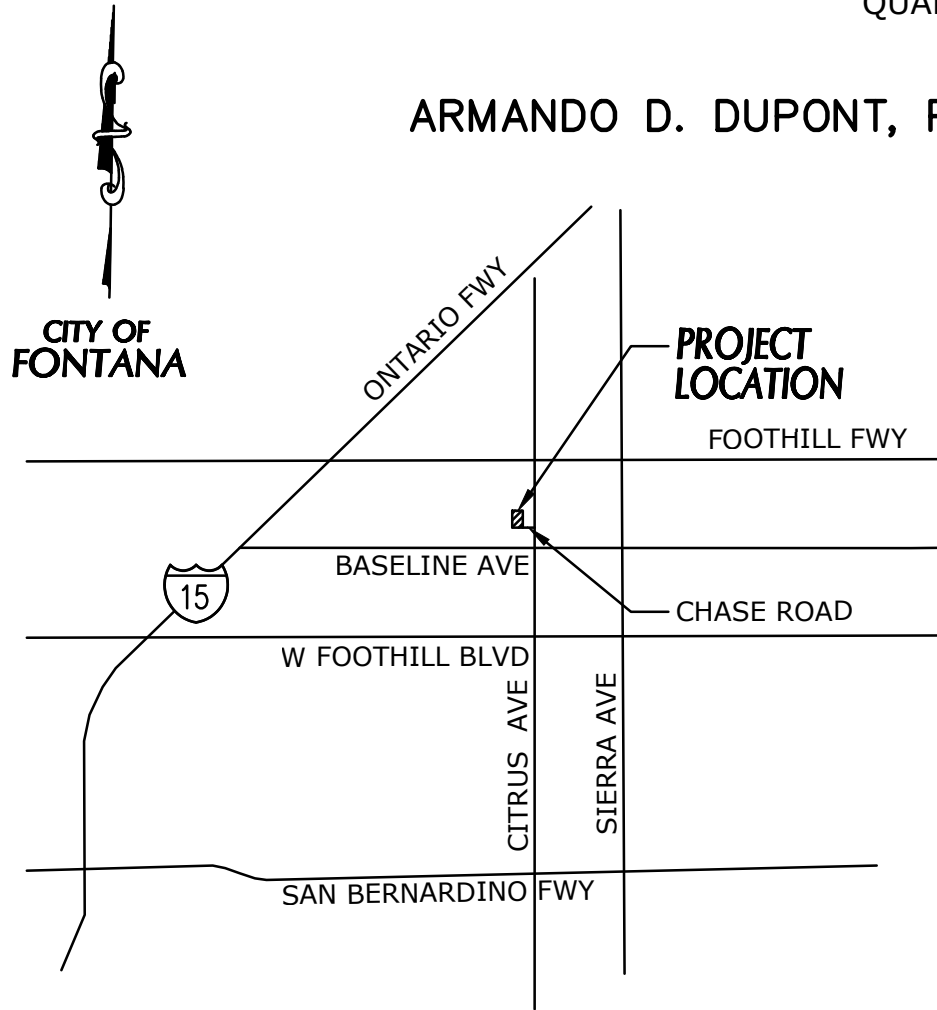 ARMANDO D. DUPONT,
CITY OF
FONTANA
ONTARIO FWY
PROJECT
LOCATION
FOOTHILL FWY
BASELINE AVE
15
CHASE ROAD
W FOOTHILL BLVD
CITRUS AVE
SIERRA AVE
SAN BERNARDINO FWY